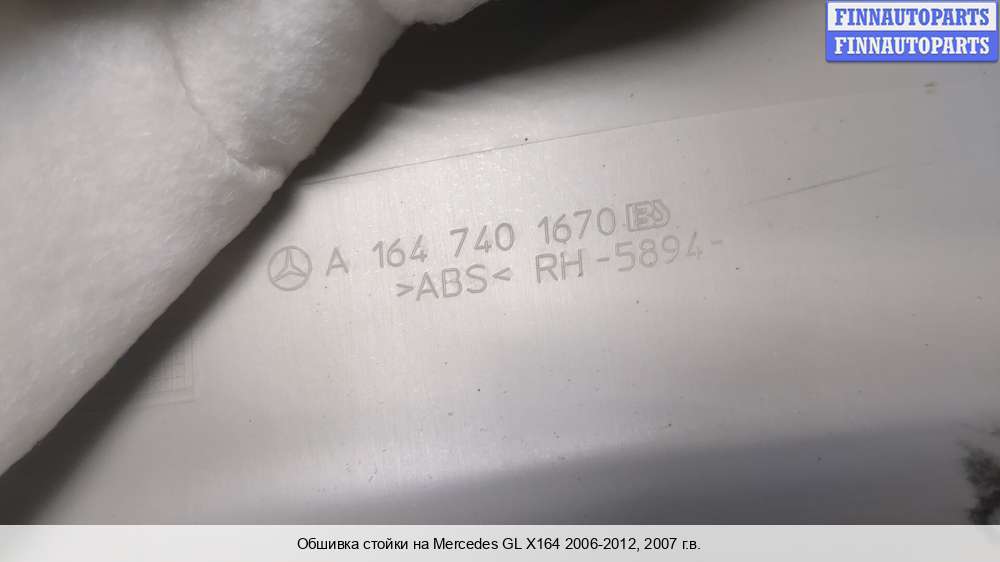 FINNAUTOPARTS
FINNAUTOPARTS
A 164 740 1670
>ABS< RH -5894-
Обшивка стойки на Mercedes GL X164 2006-2012, 2007 г.в.